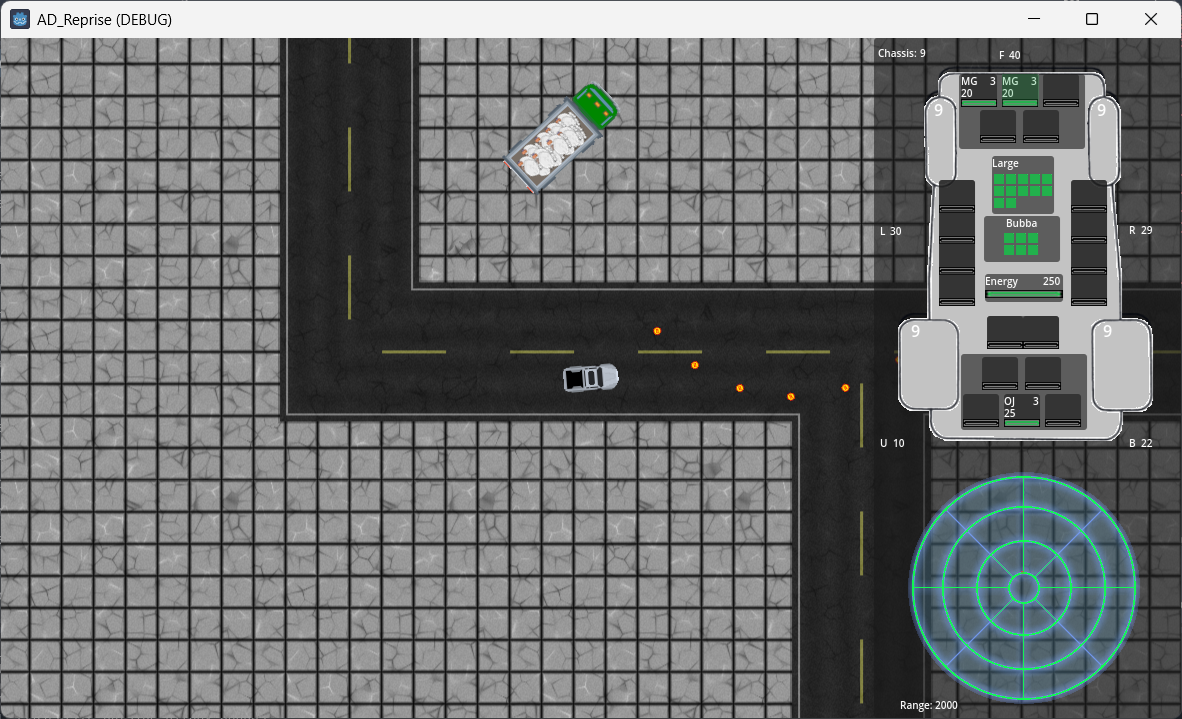 AD_Reprise (DEBUG)
Chassis: 9
F 40
MG 3
20
MG 3
20
9
9
Large
L 30
Bubba
R 29
Energy 250
9
9
OJ 3
25
U 10
B 22
Range: 2000